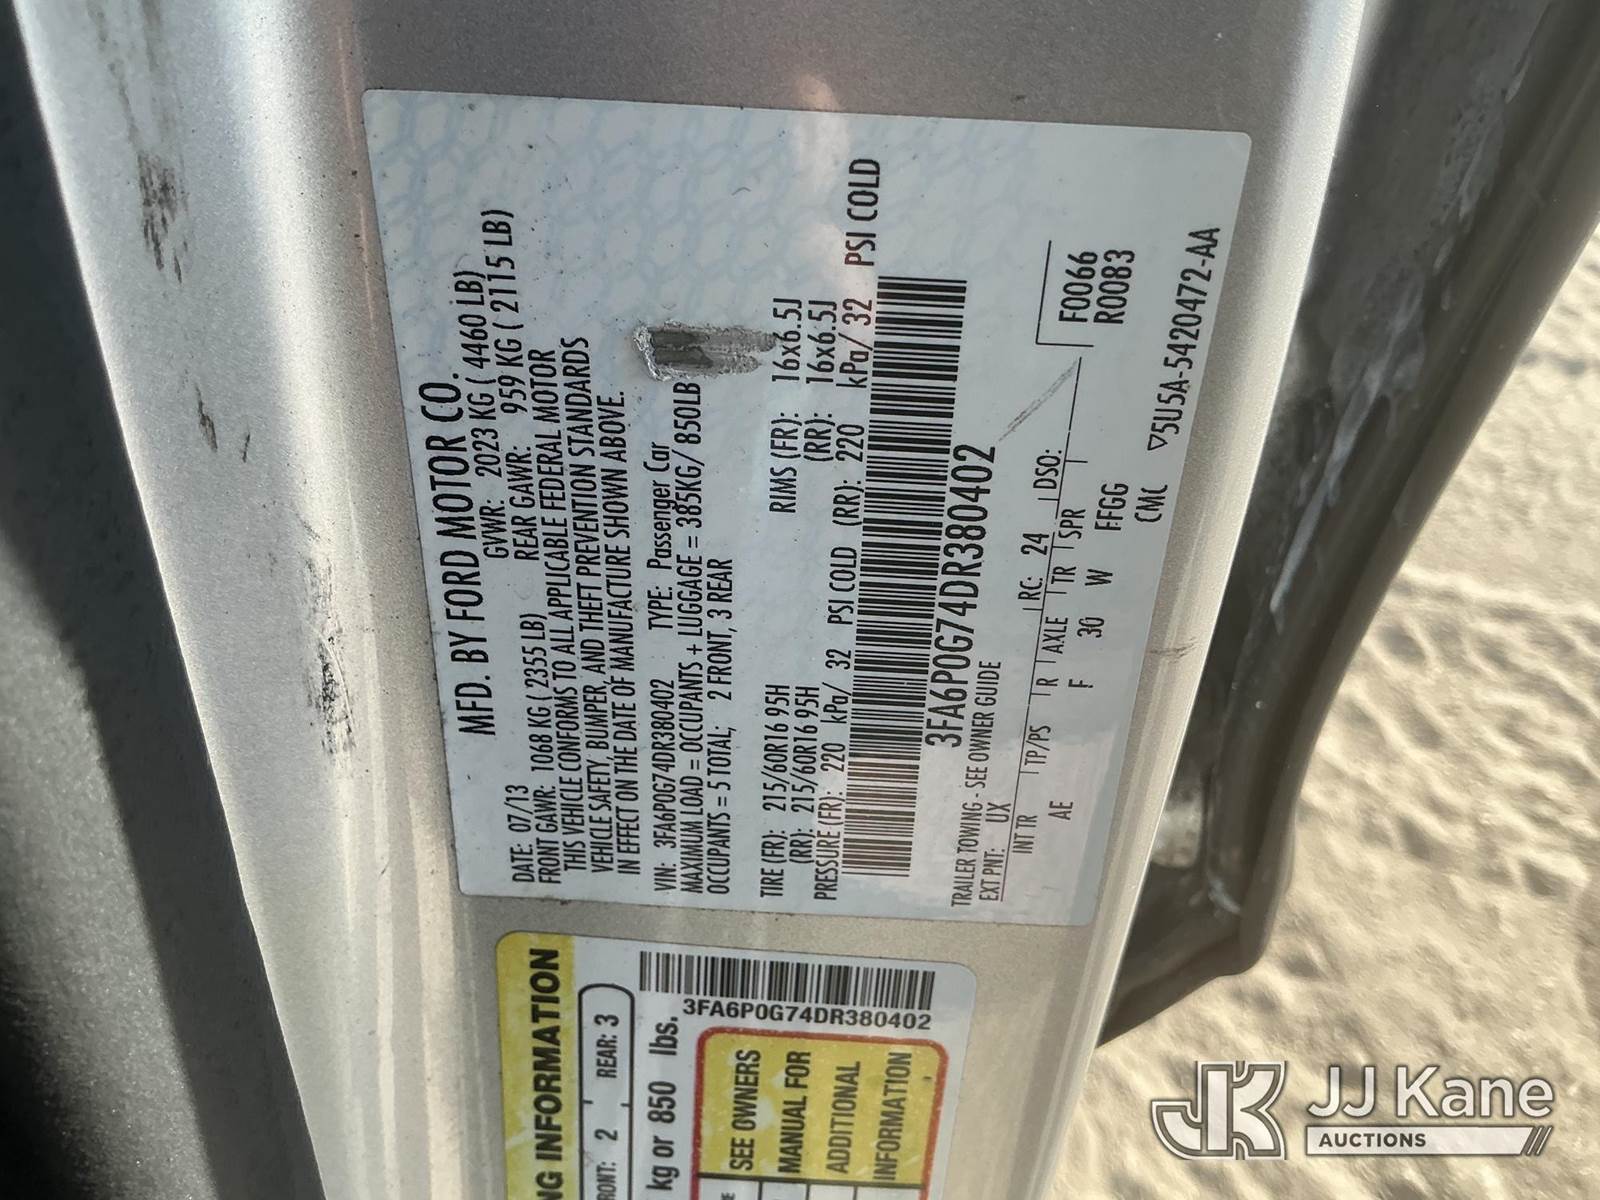 MFD. BY FORD MOTOR CO.
DATE: 07/13 GVWR: 2023 KG ( 4460 LB)
FRONT GAWR: 1068 KG ( 2355 LB) REAR GAWR: 959 KG ( 2115 LB)
THIS VEHICLE CONFORMS TO ALL APPLICABLE FEDERAL MOTOR
VEHICLE SAFETY, BUMPER, AND THEFT PREVENTION STANDARDS
IN EFFECT ON THE DATE OF MANUFACTURE SHOWN ABOVE.
VIN: 3FA6P0G74DR380402 TYPE: Passenger Car
MAXIMUM LOAD = OCCUPANTS + LUGGAGE = 385KG/ 850LB
OCCUPANTS = 5 TOTAL; 2 FRONT, 3 REAR
TIRE (FR): 215/60R16 95H RIMS (FR): 16x6.5J
(RR): 215/60R16 95H (RR): 16x6.5J
PRESSURE (FR): 220 kPa/ 32 PSI COLD (RR): 220 kPa/ 32 PSI COLD
3FA6P0G74DR380402
TRAILER TOWING - SEE OWNER GUIDE
EXT PNT: UX RC: 24 DSO:
F0066
R0083
INT TR TP/PS R AXLE TR SPR
AE F 30 W FFGG
CMC
▽5U5A-5420472-AA
NG INFORMATION
RONT: 2 REAR: 3
kg or 850 lbs.
3FA6P0G74DR380402
SEE OWNERS
MANUAL FOR
ADDITIONAL
INFORMATION
JK JJ Kane
AUCTIONS